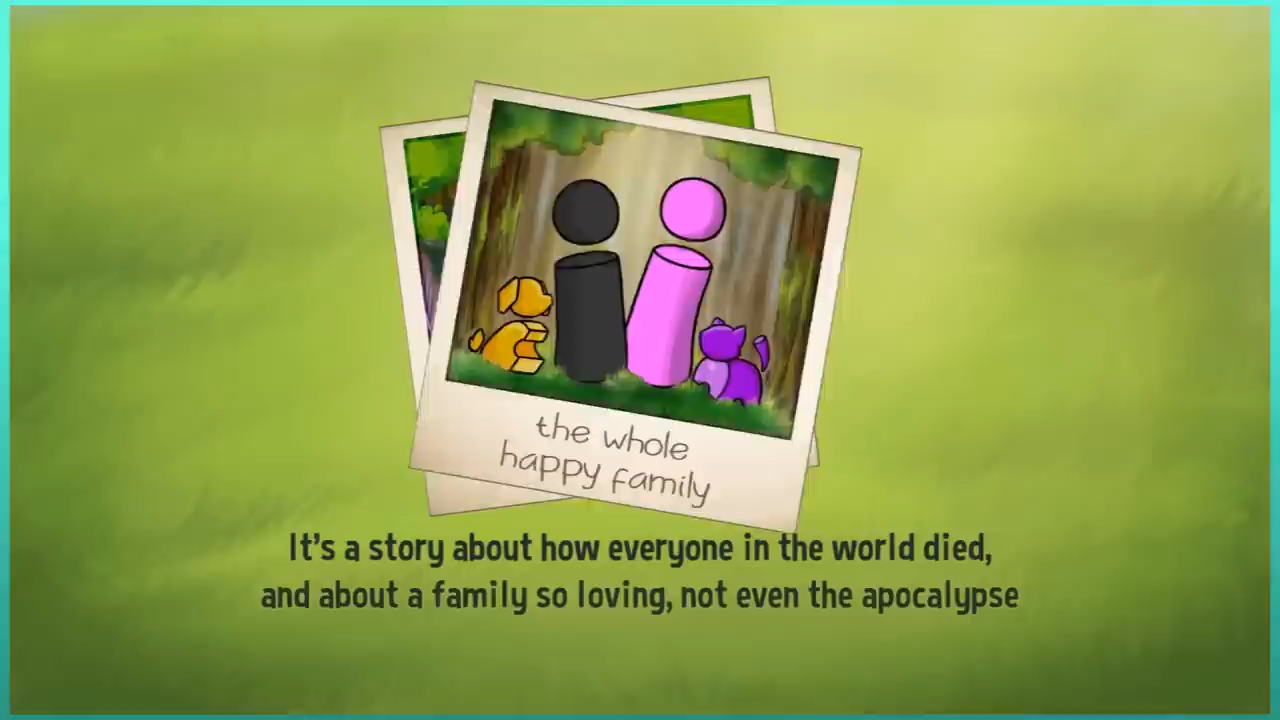 the whole
happy family
It's a story about how everyone in the world died,
and about a family so loving, not even the apocalypse